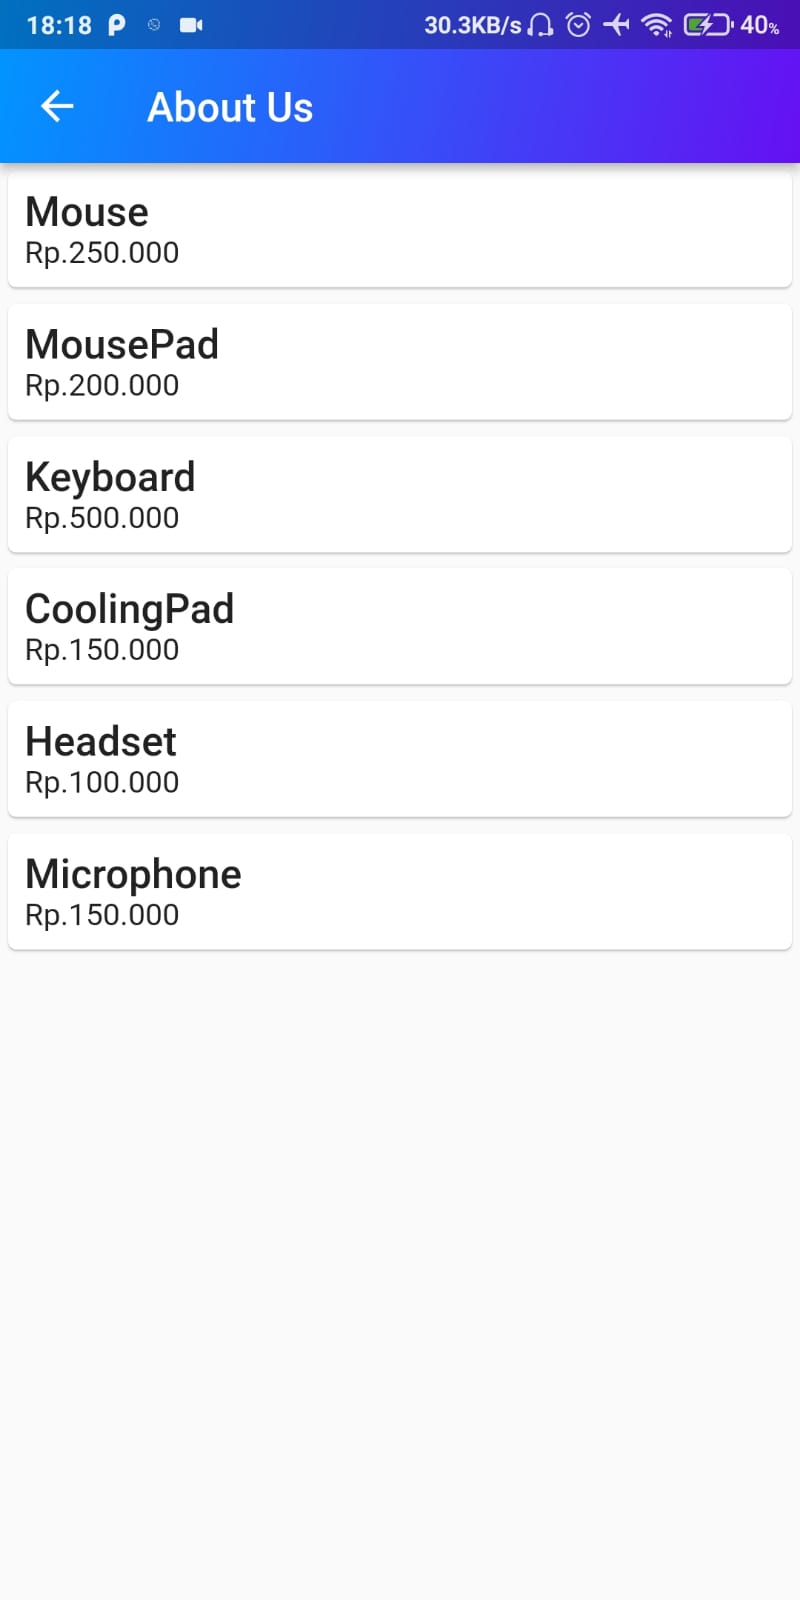 18:18 30.3KB/s 40%
About Us
Mouse
Rp.250.000
MousePad
Rp.200.000
Keyboard
Rp.500.000
CoolingPad
Rp.150.000
Headset
Rp.100.000
Microphone
Rp.150.000